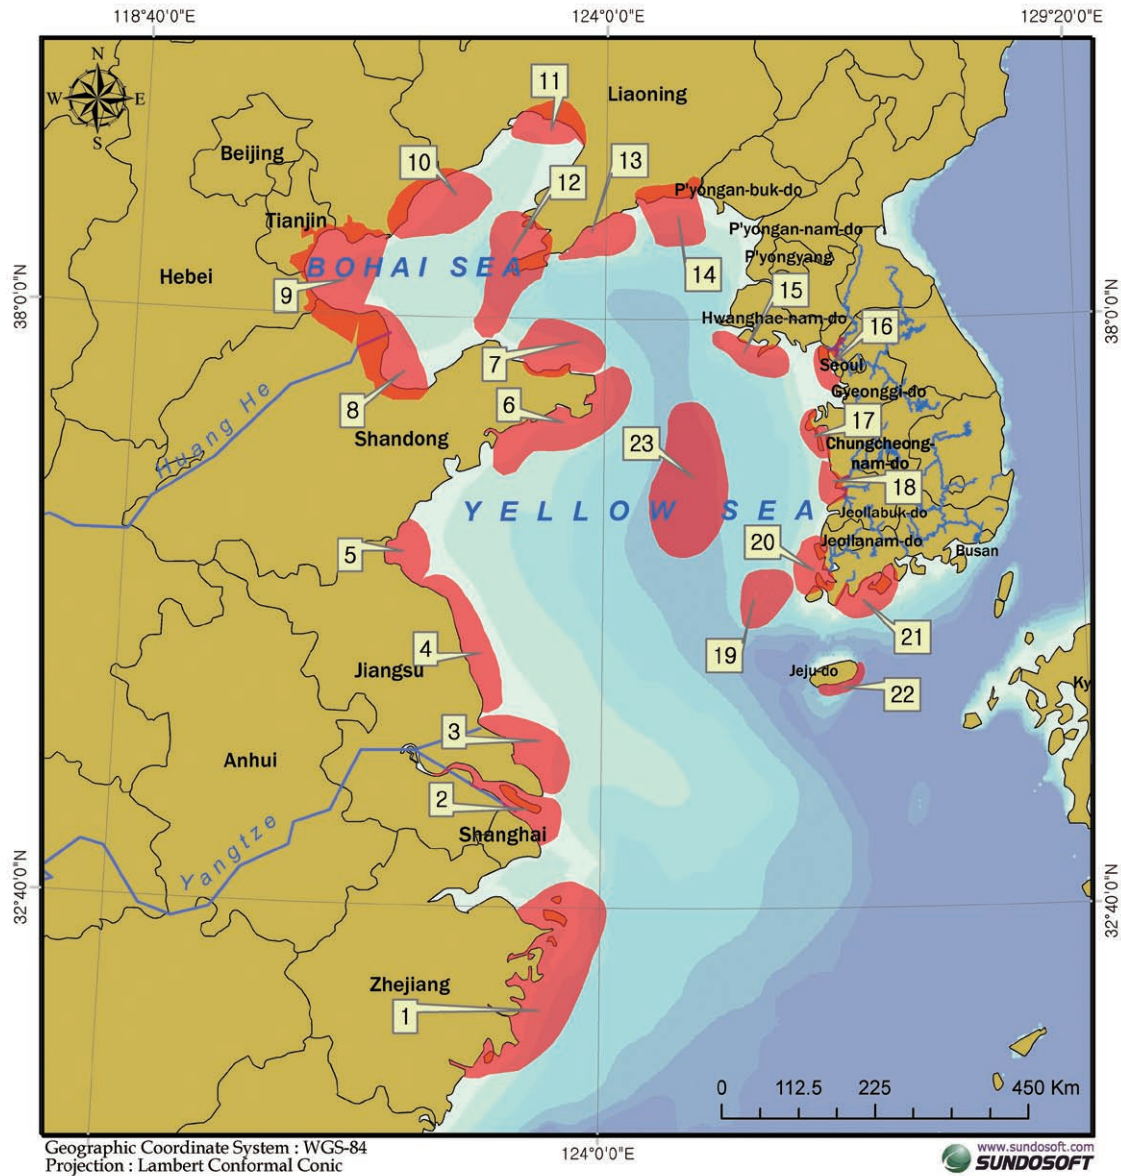 118°40'0"E 124°0'0"E 129°20'0"E
N
W E
S
11
Liaoning
Beijing
10
13
12
P'yongan-buk-do
Tianjin
P'yongan-nam-do
BOHAI SEA
P'yongyang
Hebei
14
15
9
38°0'0"N
38°0'0"N
Hwanghae-nam-do
16
7
Seoul
Gyeonggi-do
8
6
Huang He
Shandong
17
23
Chungcheong-
nam-do
18
YELLOW SEA
Jeollabuk-do
5
20
Jeollanam-do
Busan
19
21
4
Jiangsu
Jeju-do
22
Ky
3
Anhui
2
Shanghai
Yangtze
32°40'0"N
32°40'0"N
Zhejiang
1
0 112.5 225 450 Km
Geographic Coordinate System : WGS-84
Projection : Lambert Conformal Conic
124°0'0"E
www.sundosoft.com
SUNDOSOFT